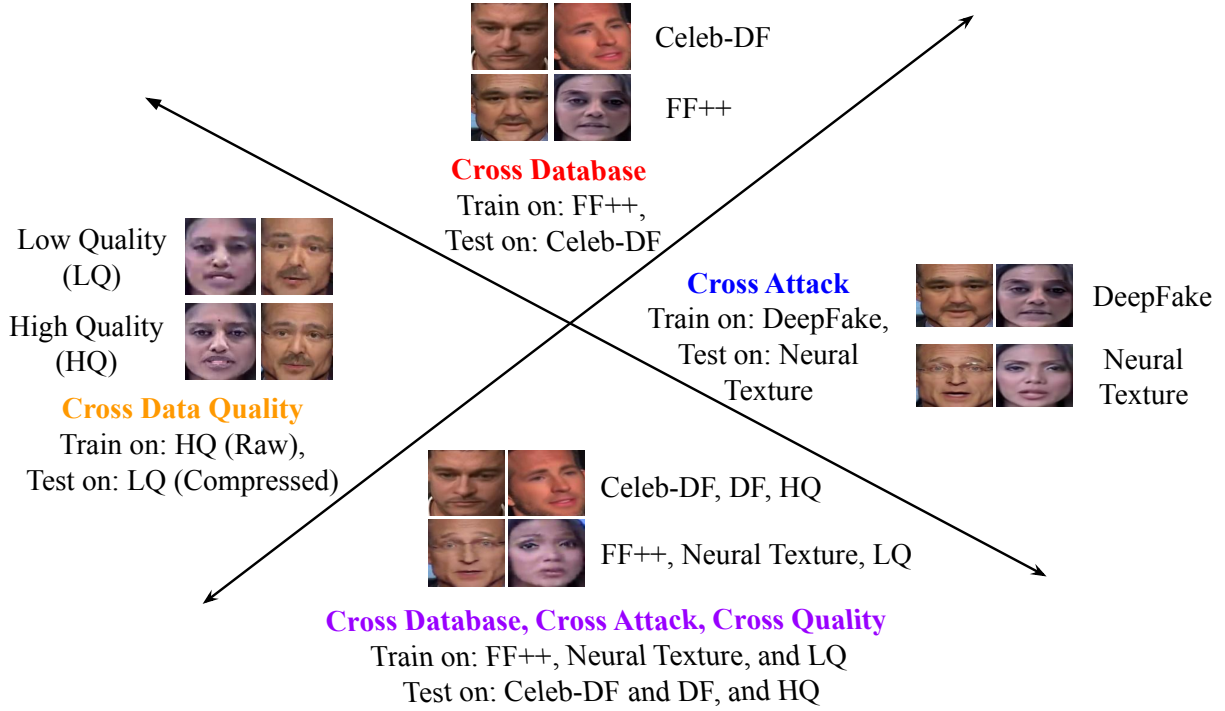 Celeb-DF
FF++
Cross Database
Train on: FF++,
Test on: Celeb-DF
Low Quality
(LQ)
High Quality
(HQ)
Cross Data Quality
Train on: HQ (Raw),
Test on: LQ (Compressed)
Cross Attack
Train on: DeepFake,
Test on: Neural
Texture
DeepFake
Neural
Texture
Celeb-DF, DF, HQ
FF++, Neural Texture, LQ
Cross Database, Cross Attack, Cross Quality
Train on: FF++, Neural Texture, and LQ
Test on: Celeb-DF and DF, and HQ